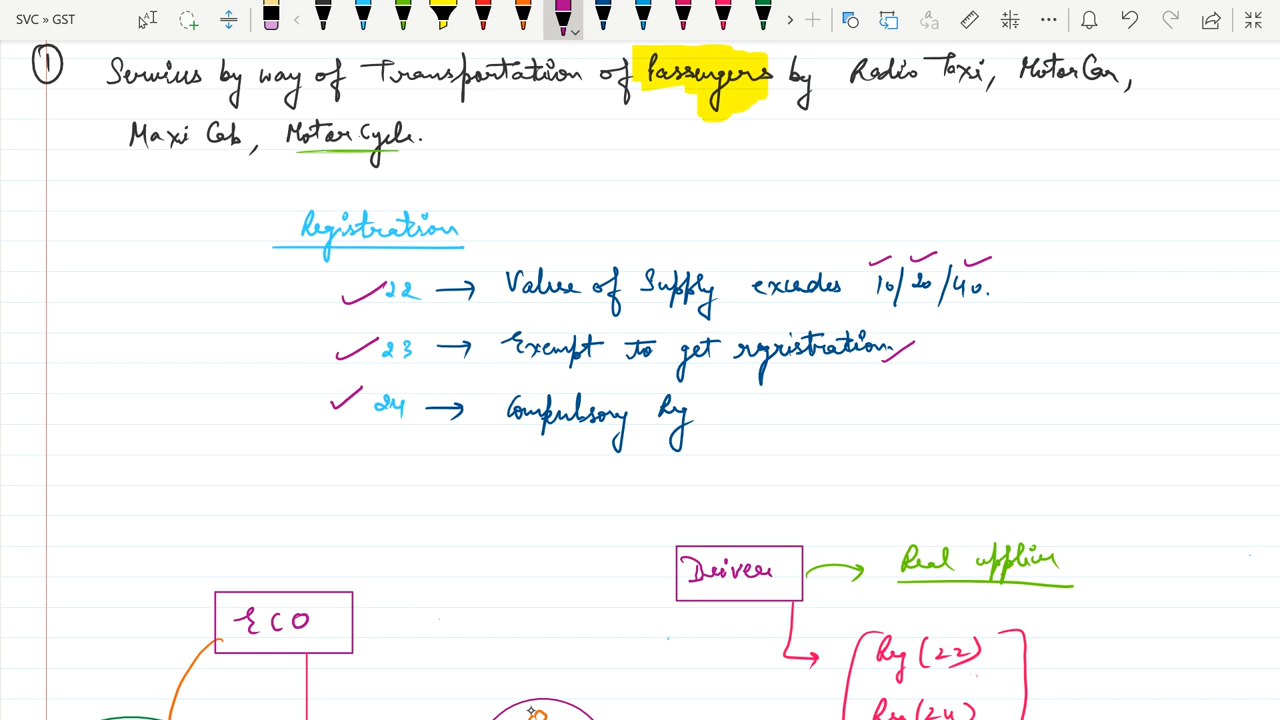 SVC » GST
① Services by way of Transportation of Passengers by Radio Taxi, Motor Car,
Maxi Cab, Motor Cycle.
Registration
22 → Value of Supply exceeds 10/20/40.
23 → Exempt to get registration
24 → Compulsory Reg
Driver → Real
ECO
Reg (22)
Reg (24)